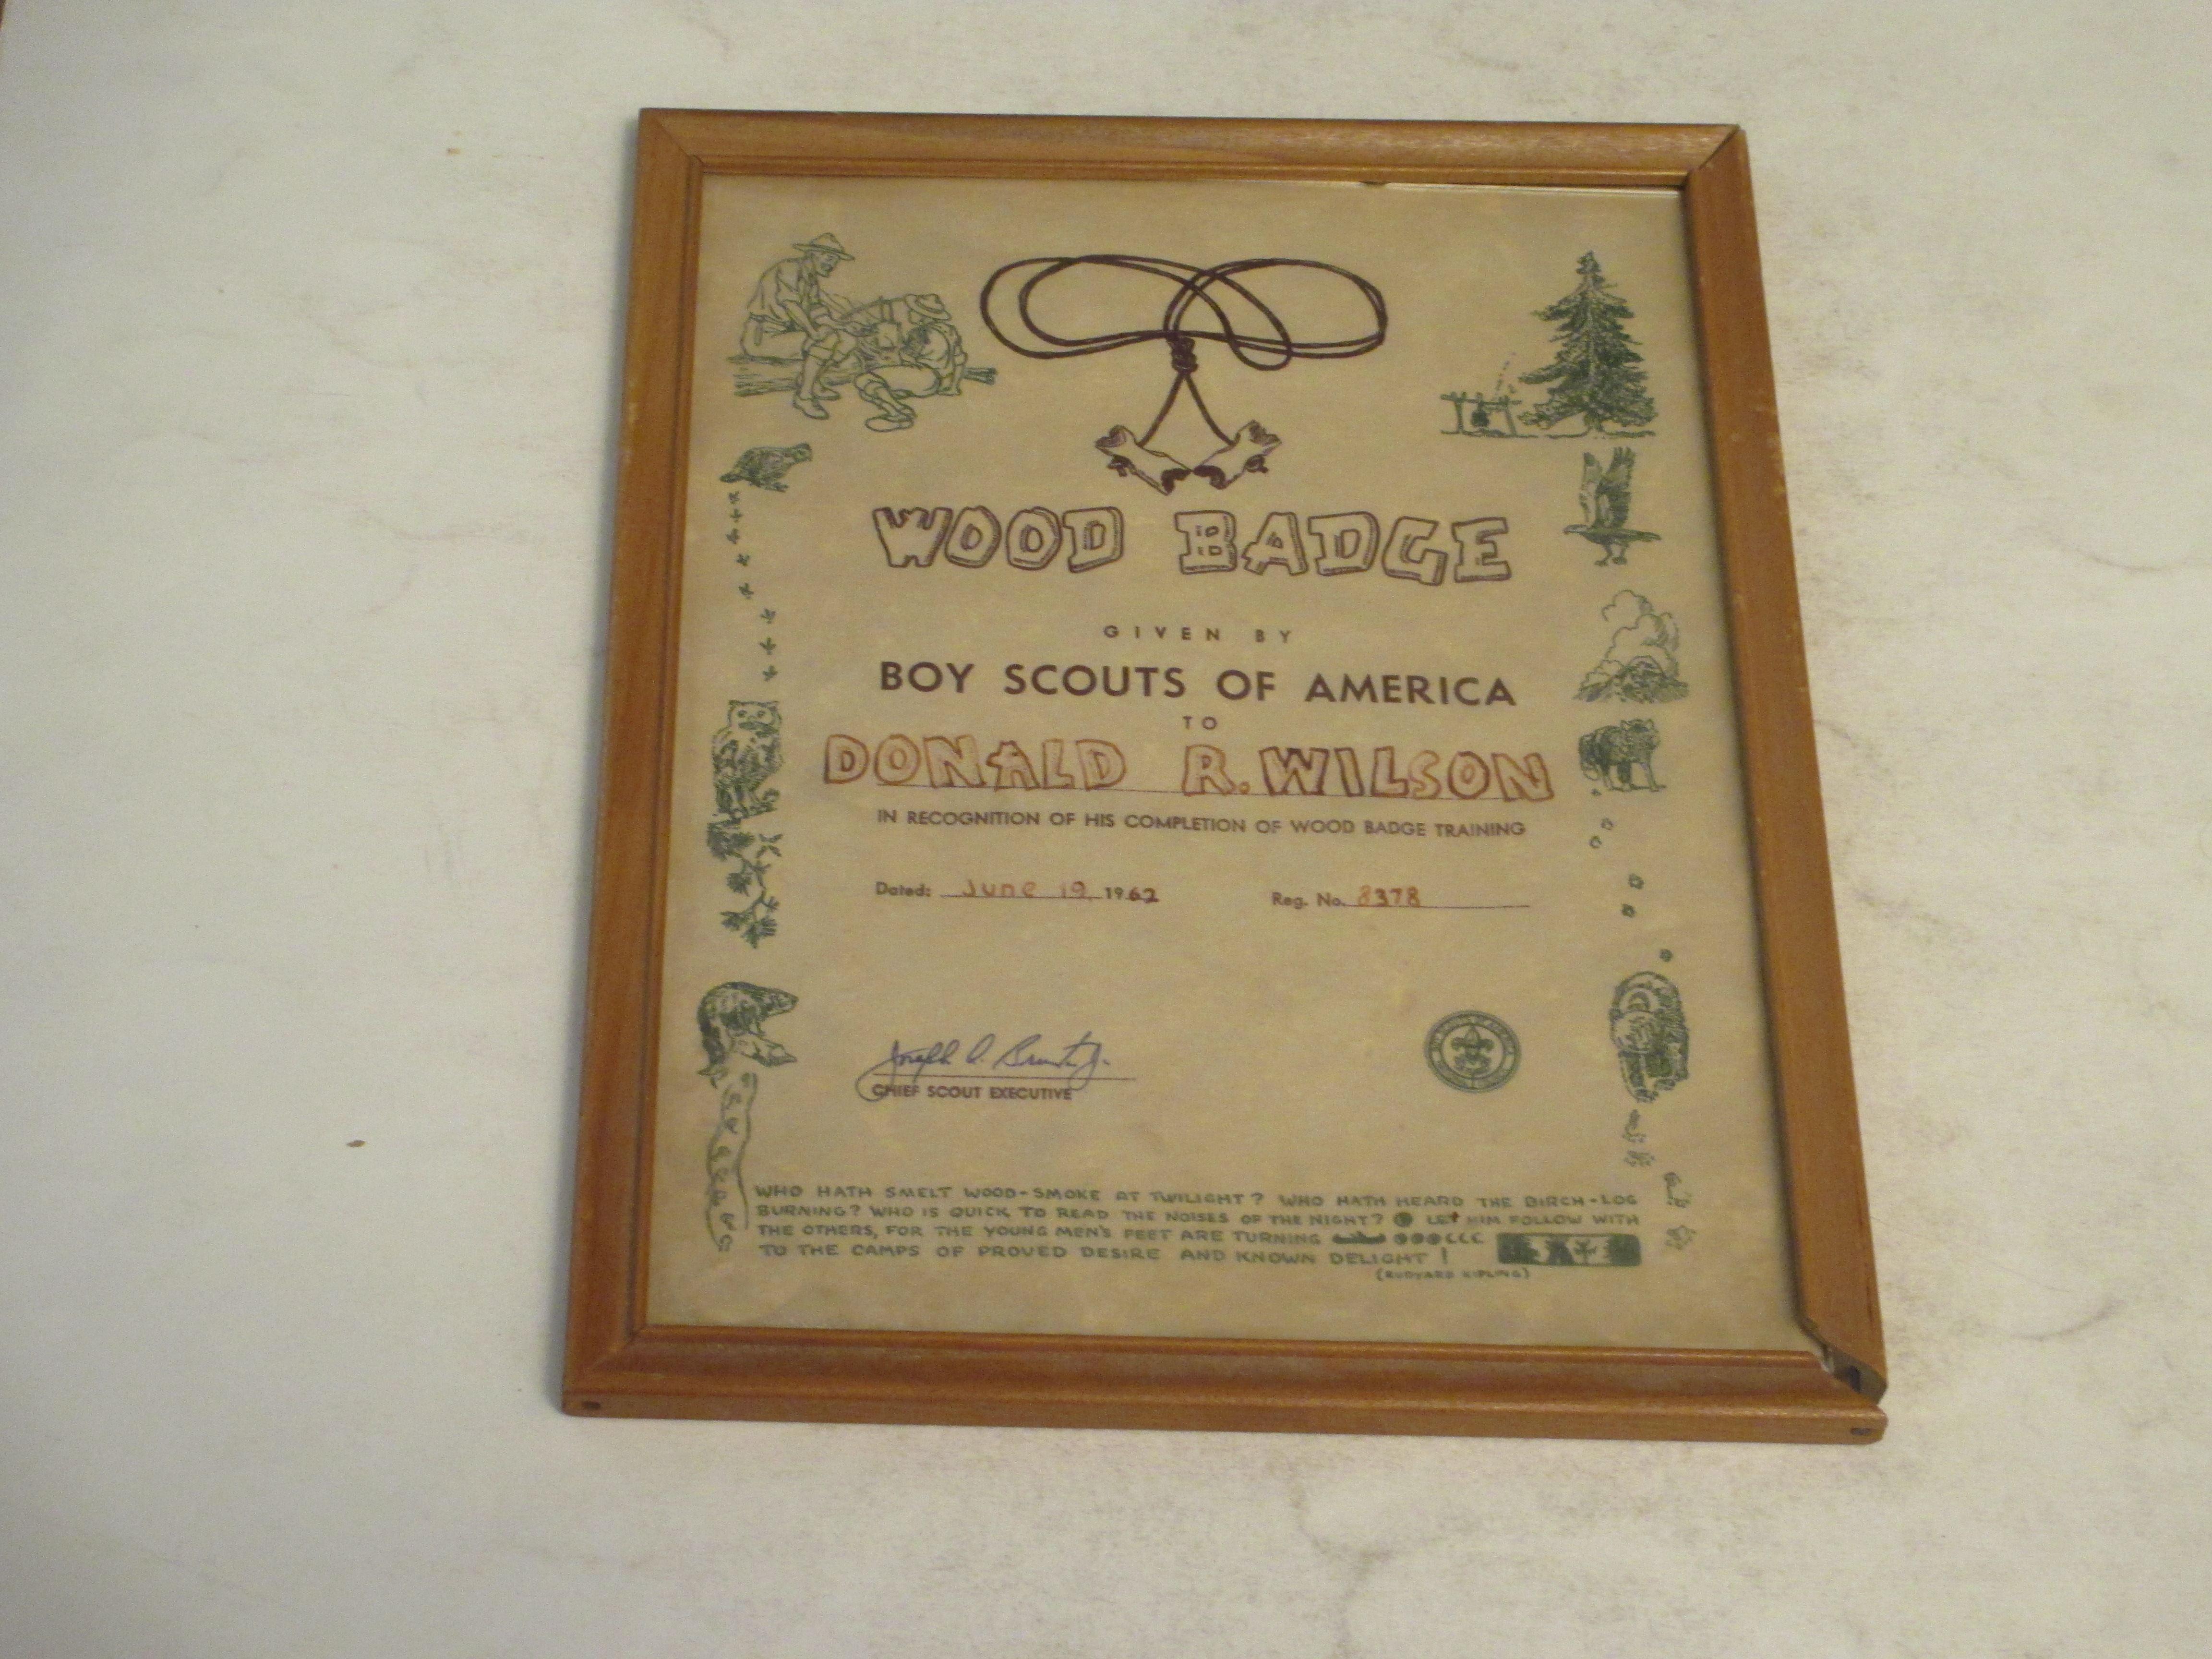 WOOD BADGE
GIVEN BY
BOY SCOUTS OF AMERICA
TO
DONALD R. WILSON
IN RECOGNITION OF HIS COMPLETION OF WOOD BADGE TRAINING
Dated: June 19, 1962 Reg. No. 8378
Joseph A. Brunton Jr.
CHIEF SCOUT EXECUTIVE
WHO HATH SMELT WOOD-SMOKE AT TWILIGHT? WHO HATH HEARD THE BIRCH-LOG
BURNING? WHO IS QUICK TO READ THE NOISES OF THE NIGHT? LET HIM FOLLOW WITH
THE OTHERS, FOR THE YOUNG MEN'S FEET ARE TURNING
TO THE CAMPS OF PROVED DESIRE AND KNOWN DELIGHT!
(RUDYARD KIPLING)